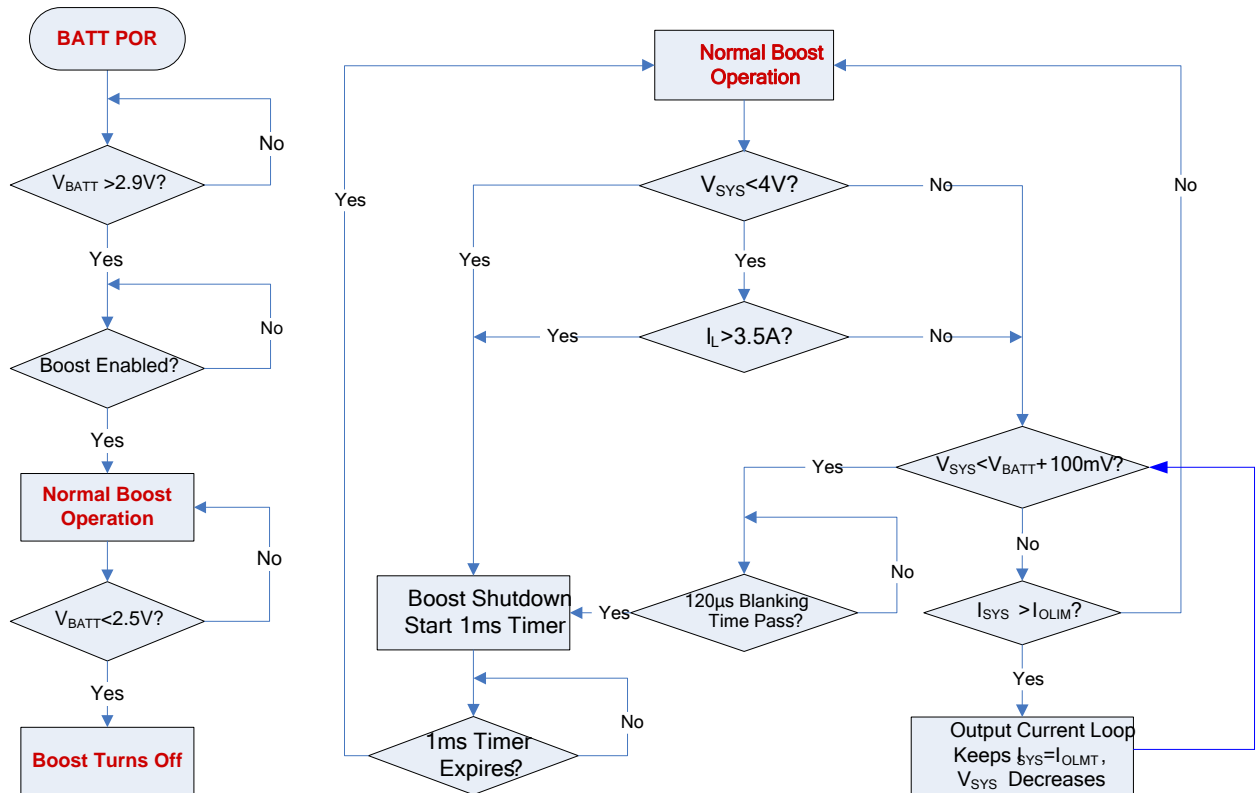 BATT POR
No
VBATT >2.9V?
Yes
No
Boost Enabled?
Yes
Normal Boost
Operation
No
VBATT<2.5V?
Yes
Boost Turns Off
Normal Boost
Operation
Yes
VSYS<4V?
No
No
Yes
Yes
Yes
IL>3.5A?
No
VSYS<VBATT+100mV?
Yes
No
No
Boost Shutdown
Start 1ms Timer
Yes
120µs Blanking
Time Pass?
ISYS >IOLIM?
Yes
No
1ms Timer
Expires?
Output Current Loop
Keeps ISYS=IOLMT,
VSYS Decreases